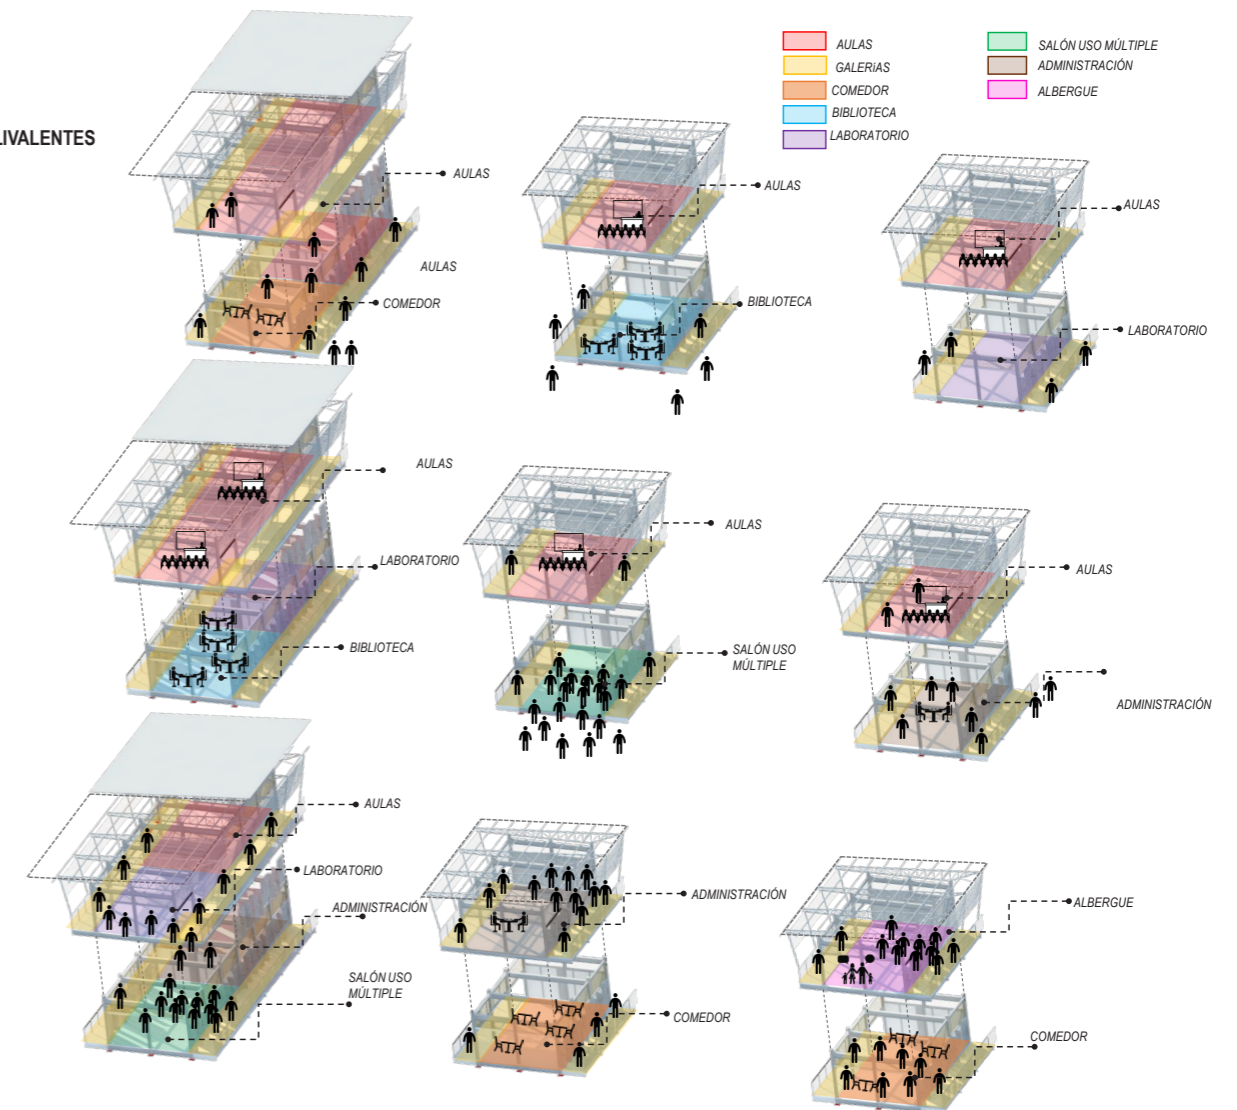 LIVALENTES
AULAS
GALERíAS
COMEDOR
BIBLIOTECA
LABORATORIO
SALÓN USO MÚLTIPLE
ADMINISTRACIÓN
ALBERGUE
AULAS
AULAS
COMEDOR
AULAS
BIBLIOTECA
AULAS
LABORATORIO
AULAS
LABORATORIO
BIBLIOTECA
AULAS
SALÓN USO
MÚLTIPLE
AULAS
ADMINISTRACIÓN
AULAS
LABORATORIO
ADMINISTRACIÓN
SALÓN USO
MÚLTIPLE
ADMINISTRACIÓN
COMEDOR
ALBERGUE
COMEDOR